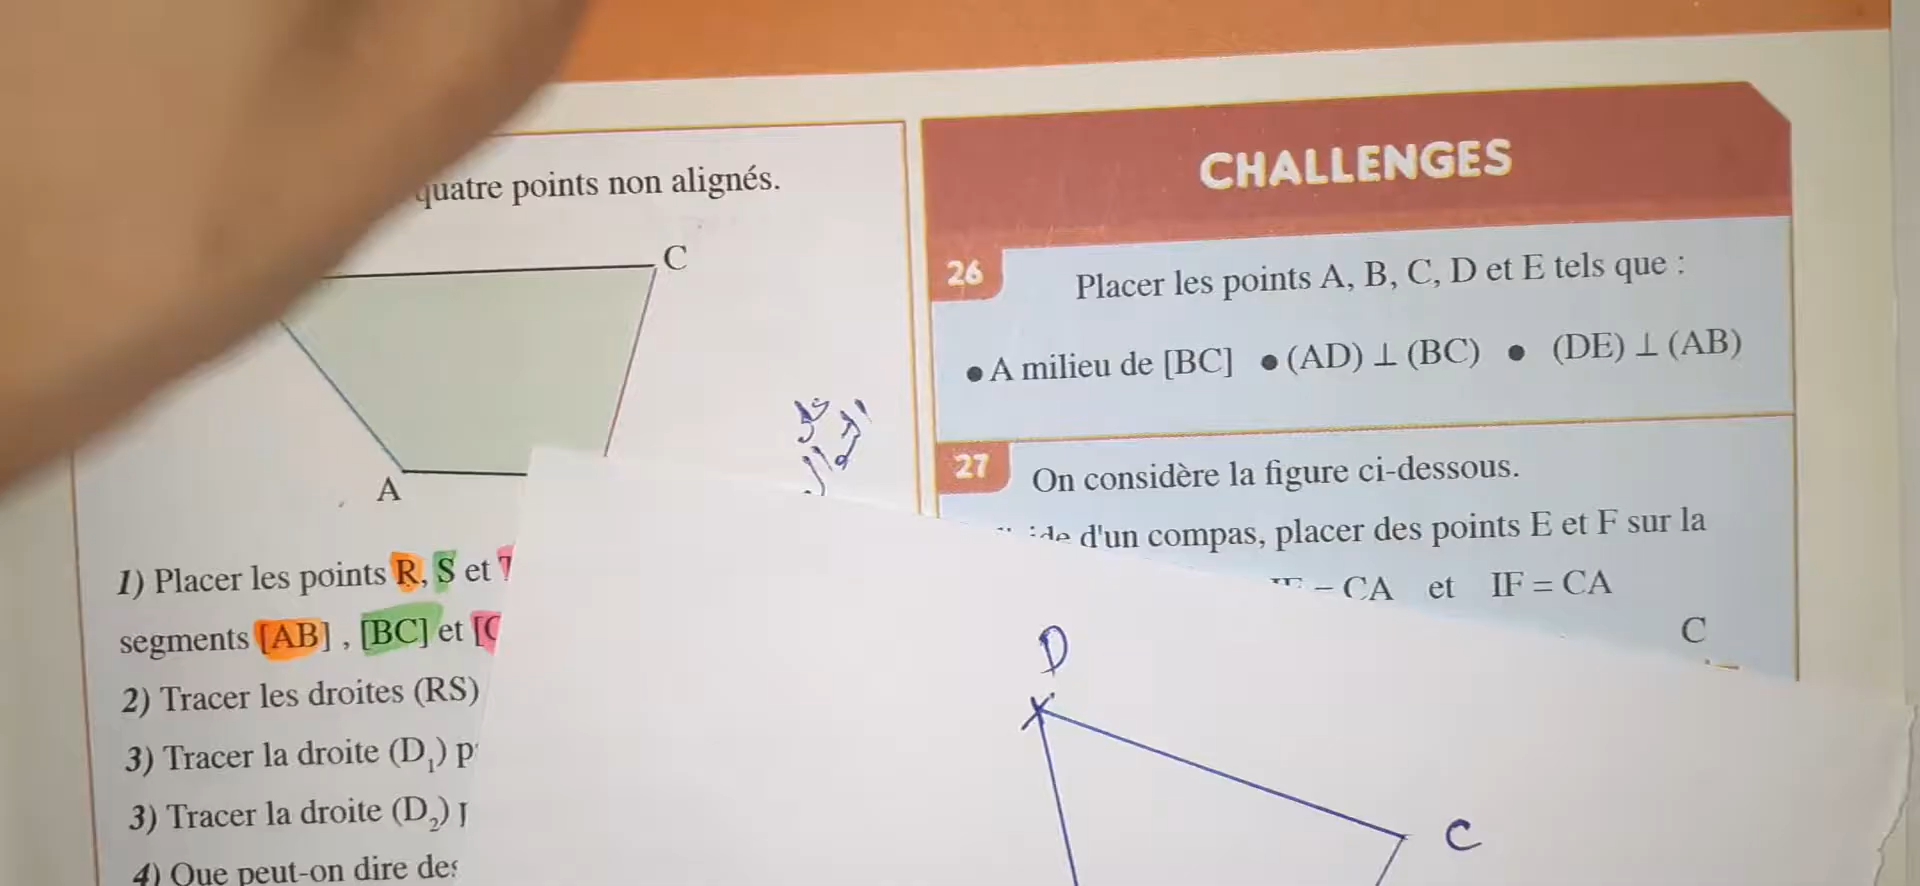 quatre points non alignés.
C
A
1) Placer les points R, S et
segments [AB] , [BC] et [C
2) Tracer les droites (RS)
3) Tracer la droite (D₁) p
3) Tracer la droite (D₂)
4) Que peut-on dire des
CHALLENGES
26
Placer les points A, B, C, D et E tels que :
• A milieu de [BC] • (AD) ⊥ (BC) • (DE) ⊥ (AB)
27
On considère la figure ci-dessous.
d'un compas, placer des points E et F sur la
= CA et IF = CA
C
D
C